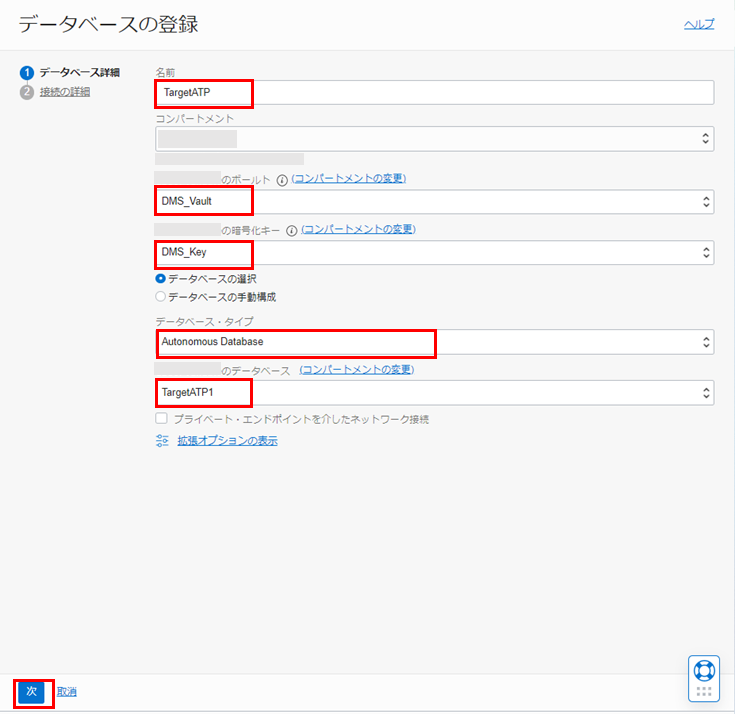 データベースの登録
ヘルプ
1 データベース詳細
2 接続の詳細
名前
TargetATP
コンパートメント
のボールト i (コンパートメントの変更)
DMS_Vault
の暗号化キー i (コンパートメントの変更)
DMS_Key
データベースの選択
データベースの手動構成
データベース・タイプ
Autonomous Database
のデータベース (コンパートメントの変更)
TargetATP1
プライベート・エンドポイントを介したネットワーク接続
拡張オプションの表示
次 取消